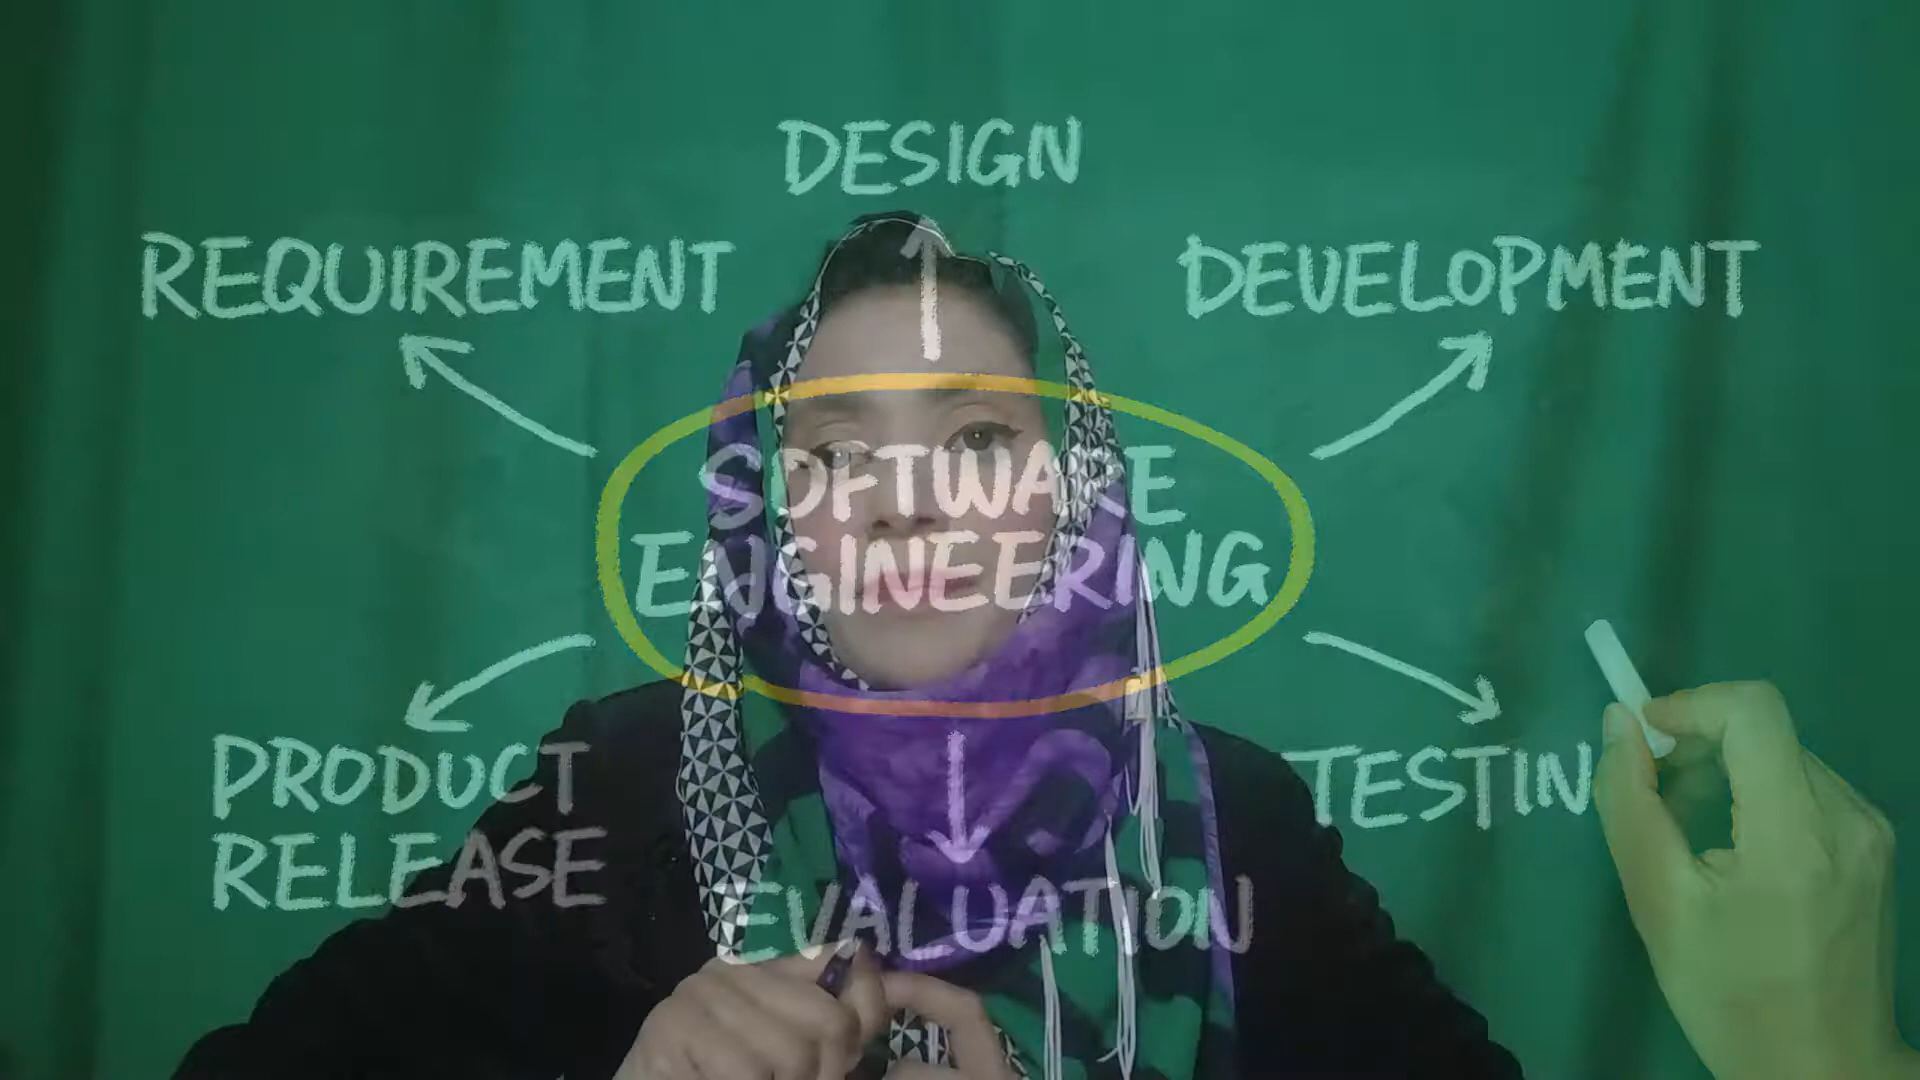 DESIGN
REQUIREMENT
DEVELOPMENT
SOFTWARE
ENGINEERING
PRODUCT
RELEASE
TESTIN
EVALUATION